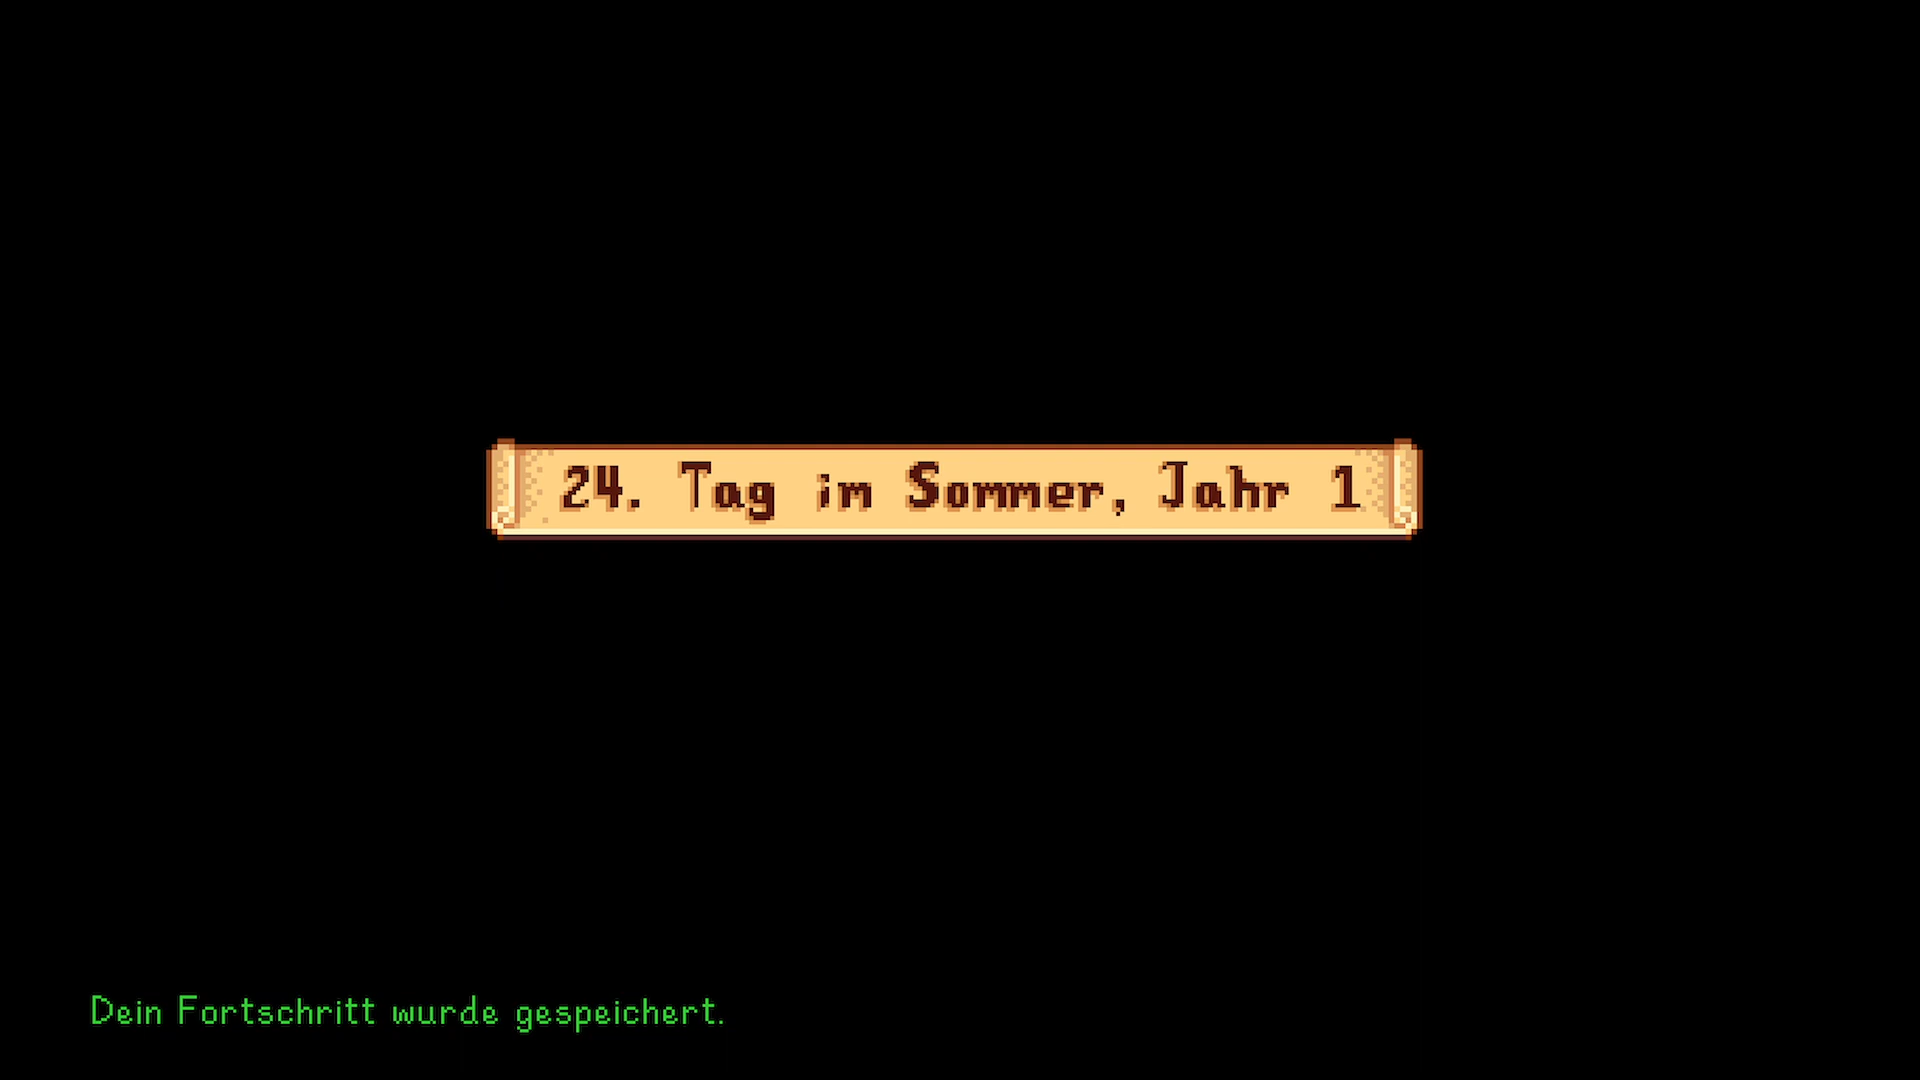 24. Tag im Sommer, Jahr 1
Dein Fortschritt wurde gespeichert.